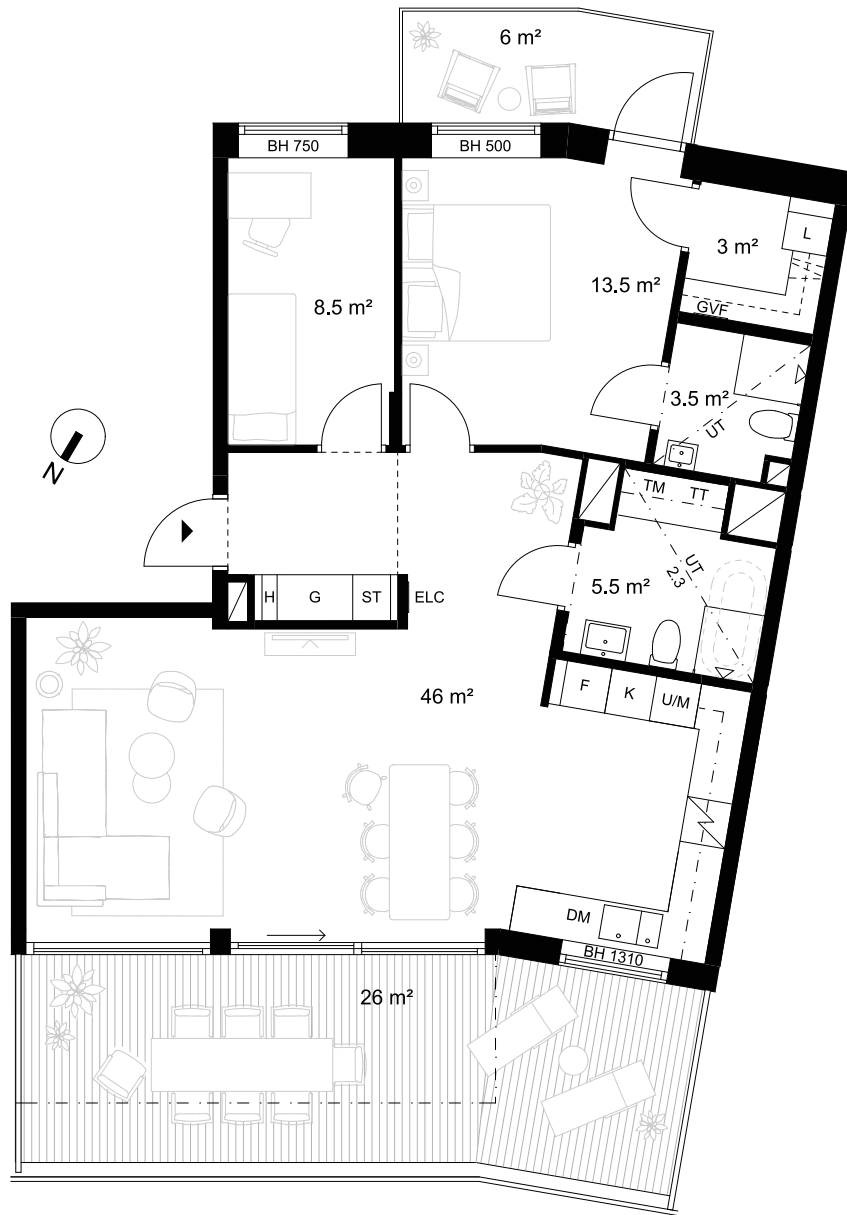 6 m²
BH 750
BH 500
L
3 m²
13.5 m²
8.5 m²
GVF
3.5 m²
UT
N
TM TT
UT
2.3
5.5 m²
H G ST ELC
46 m²
F K U/M
DM
BH 1310
26 m²